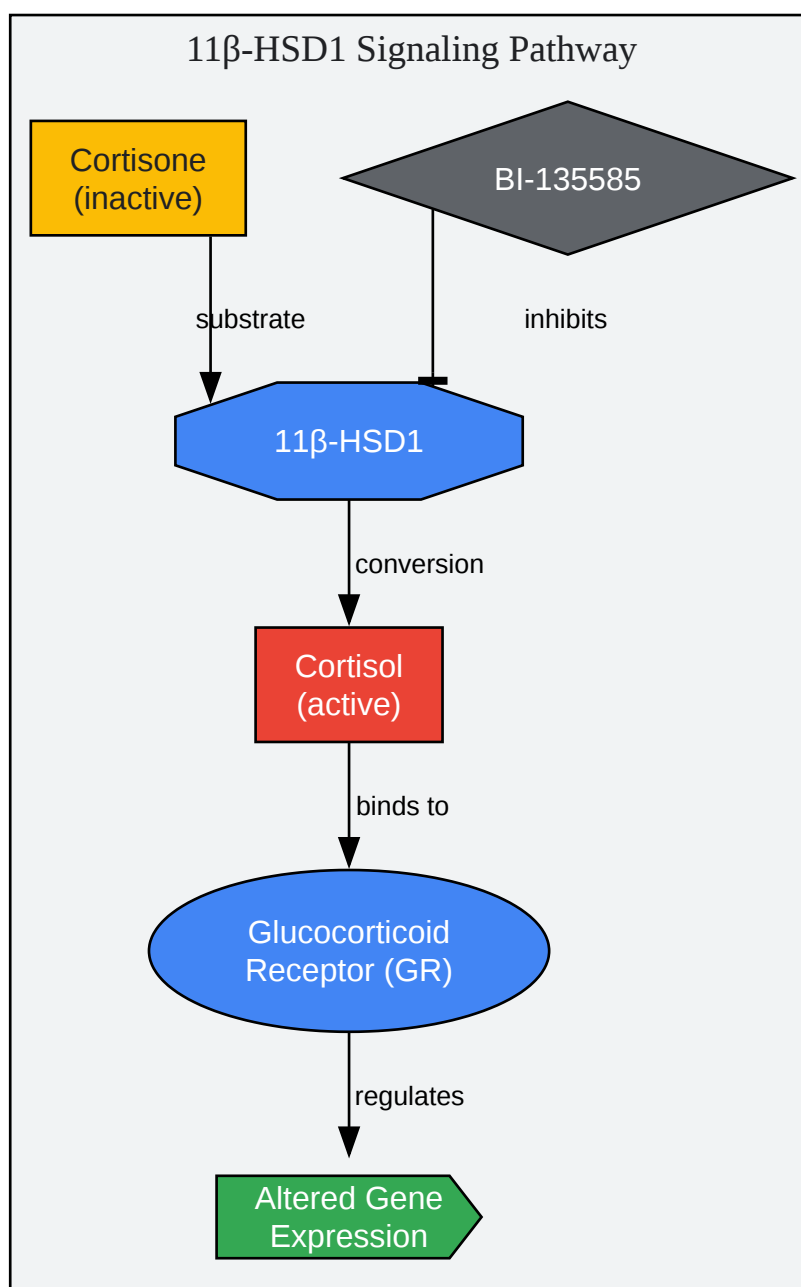 11β-HSD1 Signaling Pathway
Cortisone
(inactive)
BI-135585
substrate
inhibits
11β-HSD1
conversion
Cortisol
(active)
binds to
Glucocorticoid
Receptor (GR)
regulates
Altered Gene
Expression